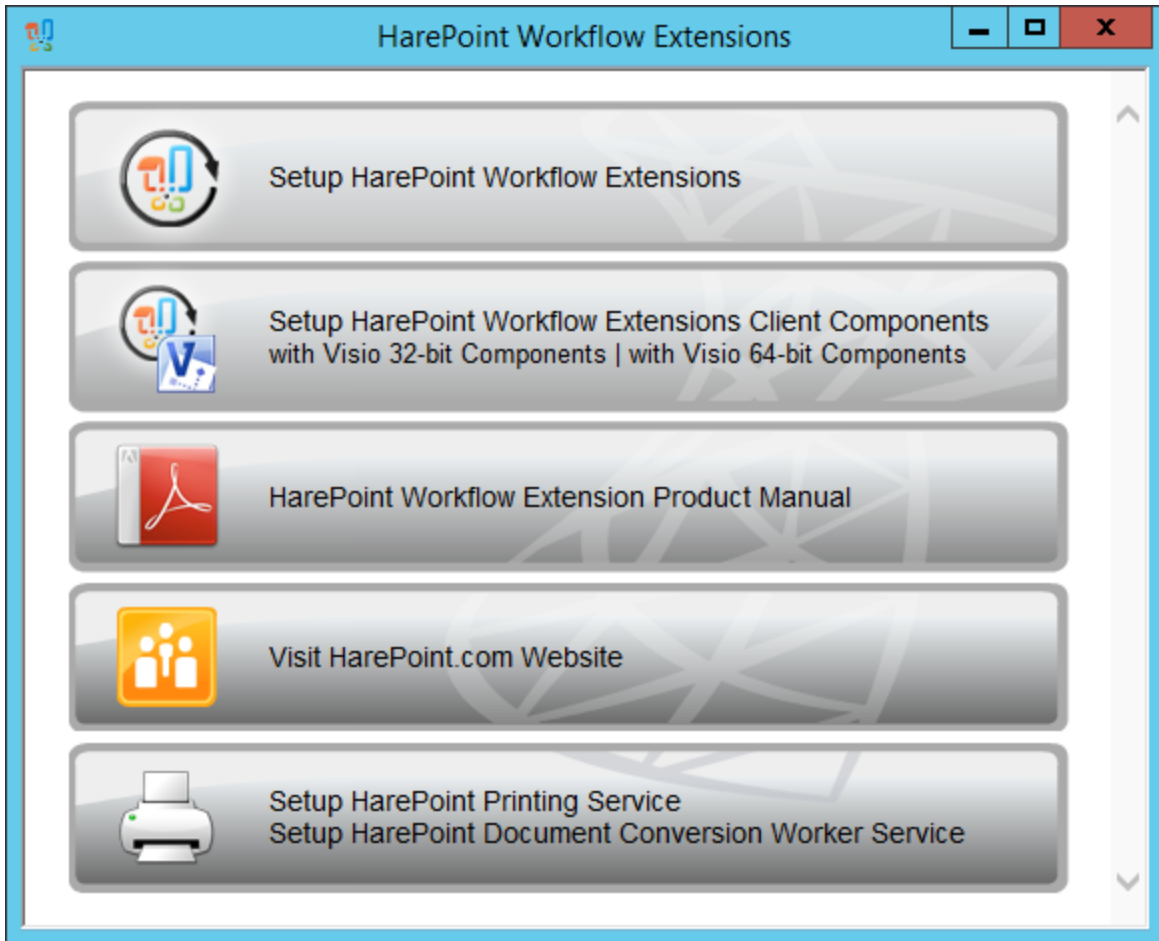 HarePoint Workflow Extensions
Setup HarePoint Workflow Extensions
Setup HarePoint Workflow Extensions Client Components
with Visio 32-bit Components | with Visio 64-bit Components
HarePoint Workflow Extension Product Manual
Visit HarePoint.com Website
Setup HarePoint Printing Service
Setup HarePoint Document Conversion Worker Service